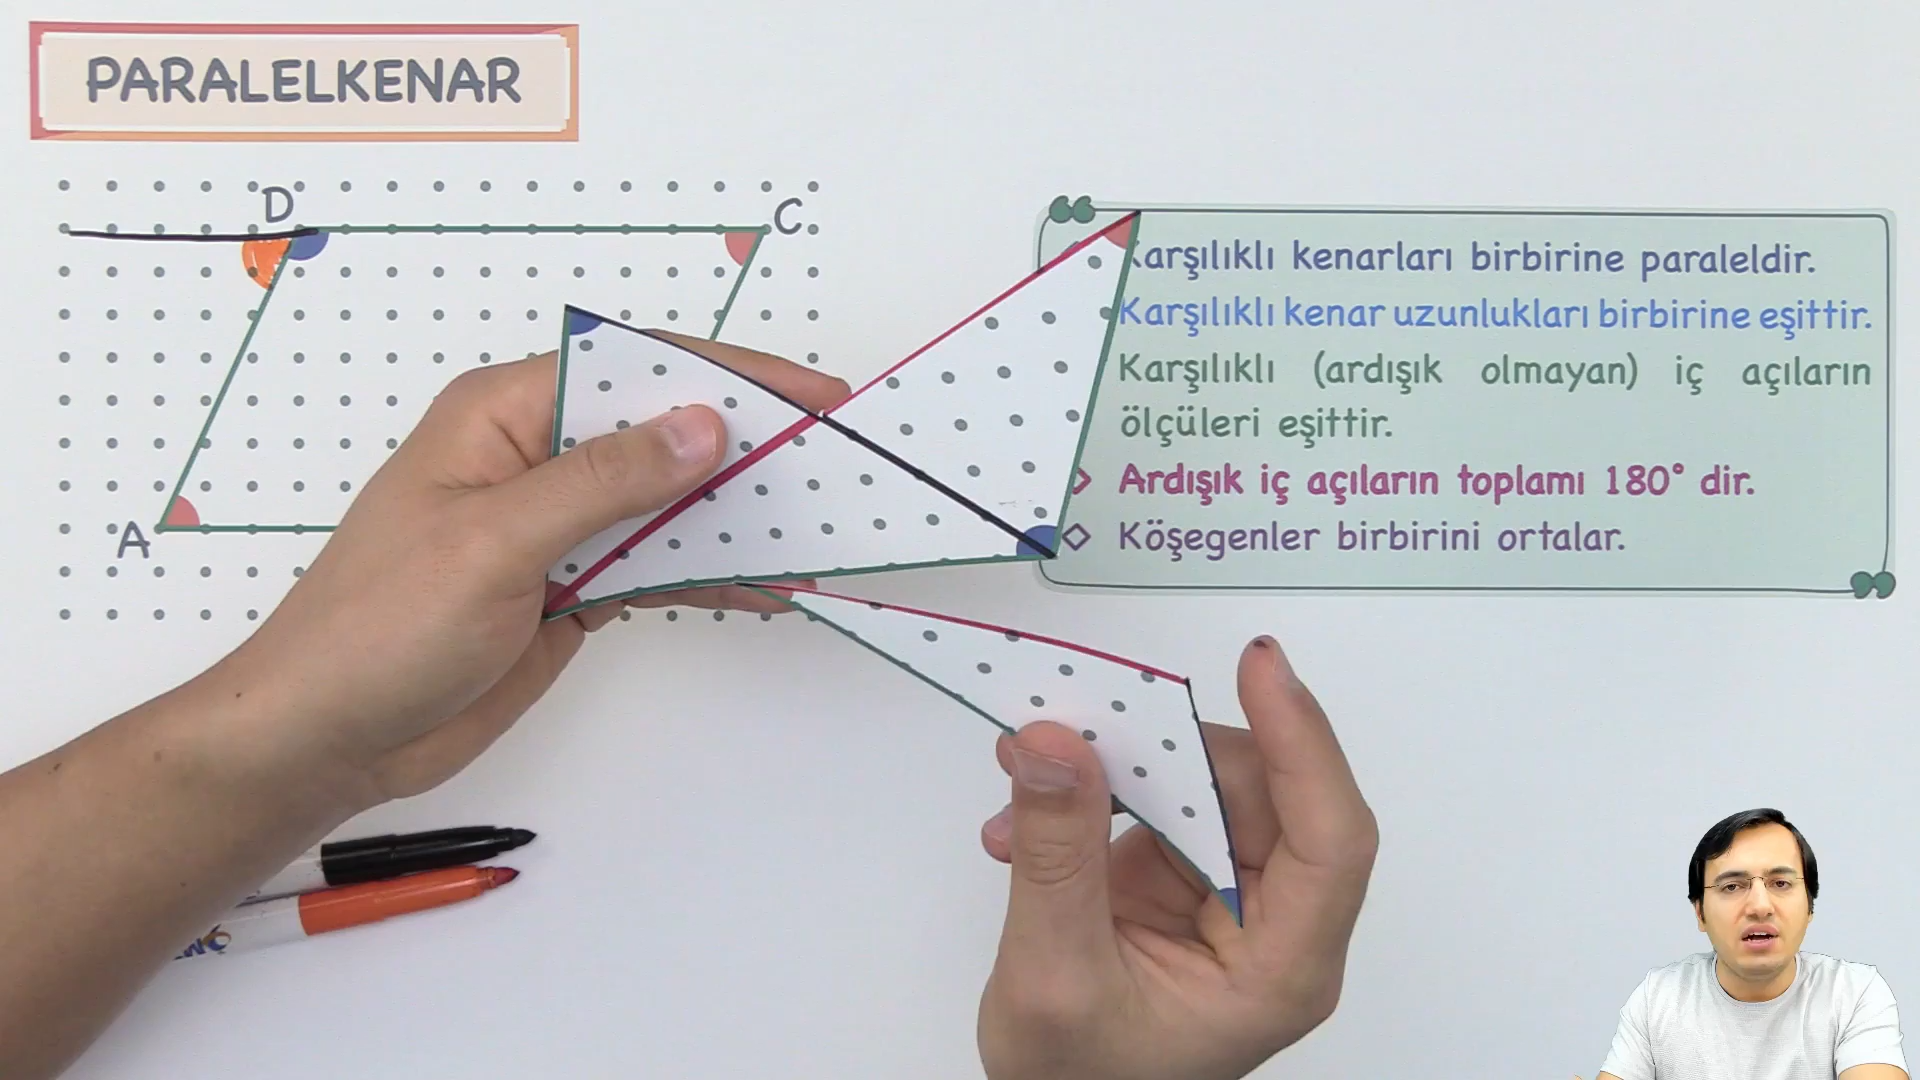 PARALELKENAR
D
C
A
Karşılıklı kenarları birbirine paraleldir.
Karşılıklı kenar uzunlukları birbirine eşittir.
Karşılıklı (ardışık olmayan) iç açıların
ölçüleri eşittir.
Ardışık iç açıların toplamı 180° dir.
Köşegenler birbirini ortalar.